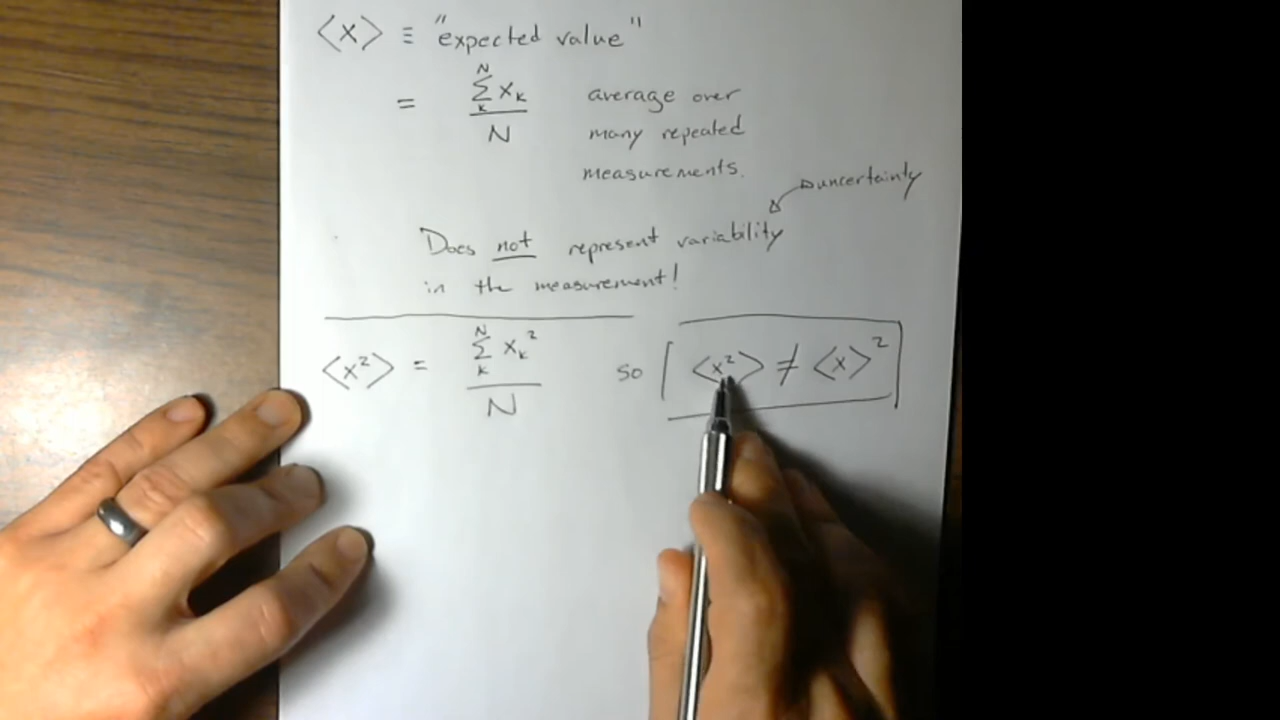 <x> ≡ "expected value"
= Σ_k^N x_k / N average over
many repeated
measurements.
uncertainty
Does not represent variability
in the measurement!
<x²> = Σ_k^N x_k² / N so <x²> ≠ <x>²